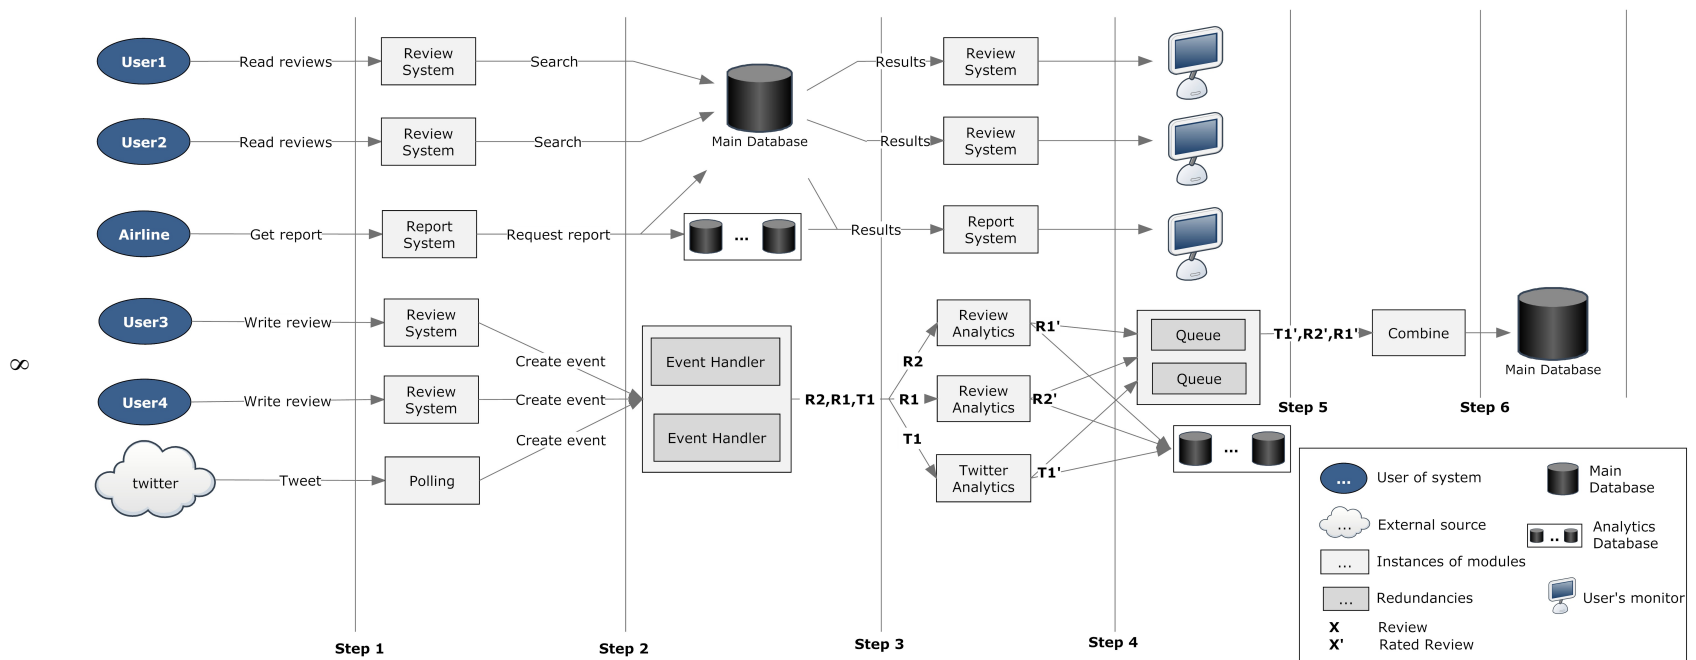 User1
Read reviews
Review
System
Search
Main Database
Results
Review
System
User2
Read reviews
Review
System
Search
Results
Review
System
Airline
Get report
Report
System
Request report
...
Results
Report
System
User3
Write review
Review
System
Create event
User4
Write review
Review
System
Create event
twitter
Tweet
Polling
Create event
Event Handler
Event Handler
R2,R1,T1
R2
R1
T1
Review
Analytics
R1'
Review
Analytics
R2'
Twitter
Analytics
T1'
Queue
Queue
...
T1',R2',R1'
Combine
Main Database
Step 5
Step 6
Step 1
Step 2
Step 3
Step 4
8
... User of system
... External source
... Instances of modules
... Redundancies
X Review
X' Rated Review
Main
Database
.. Analytics
Database
User's monitor